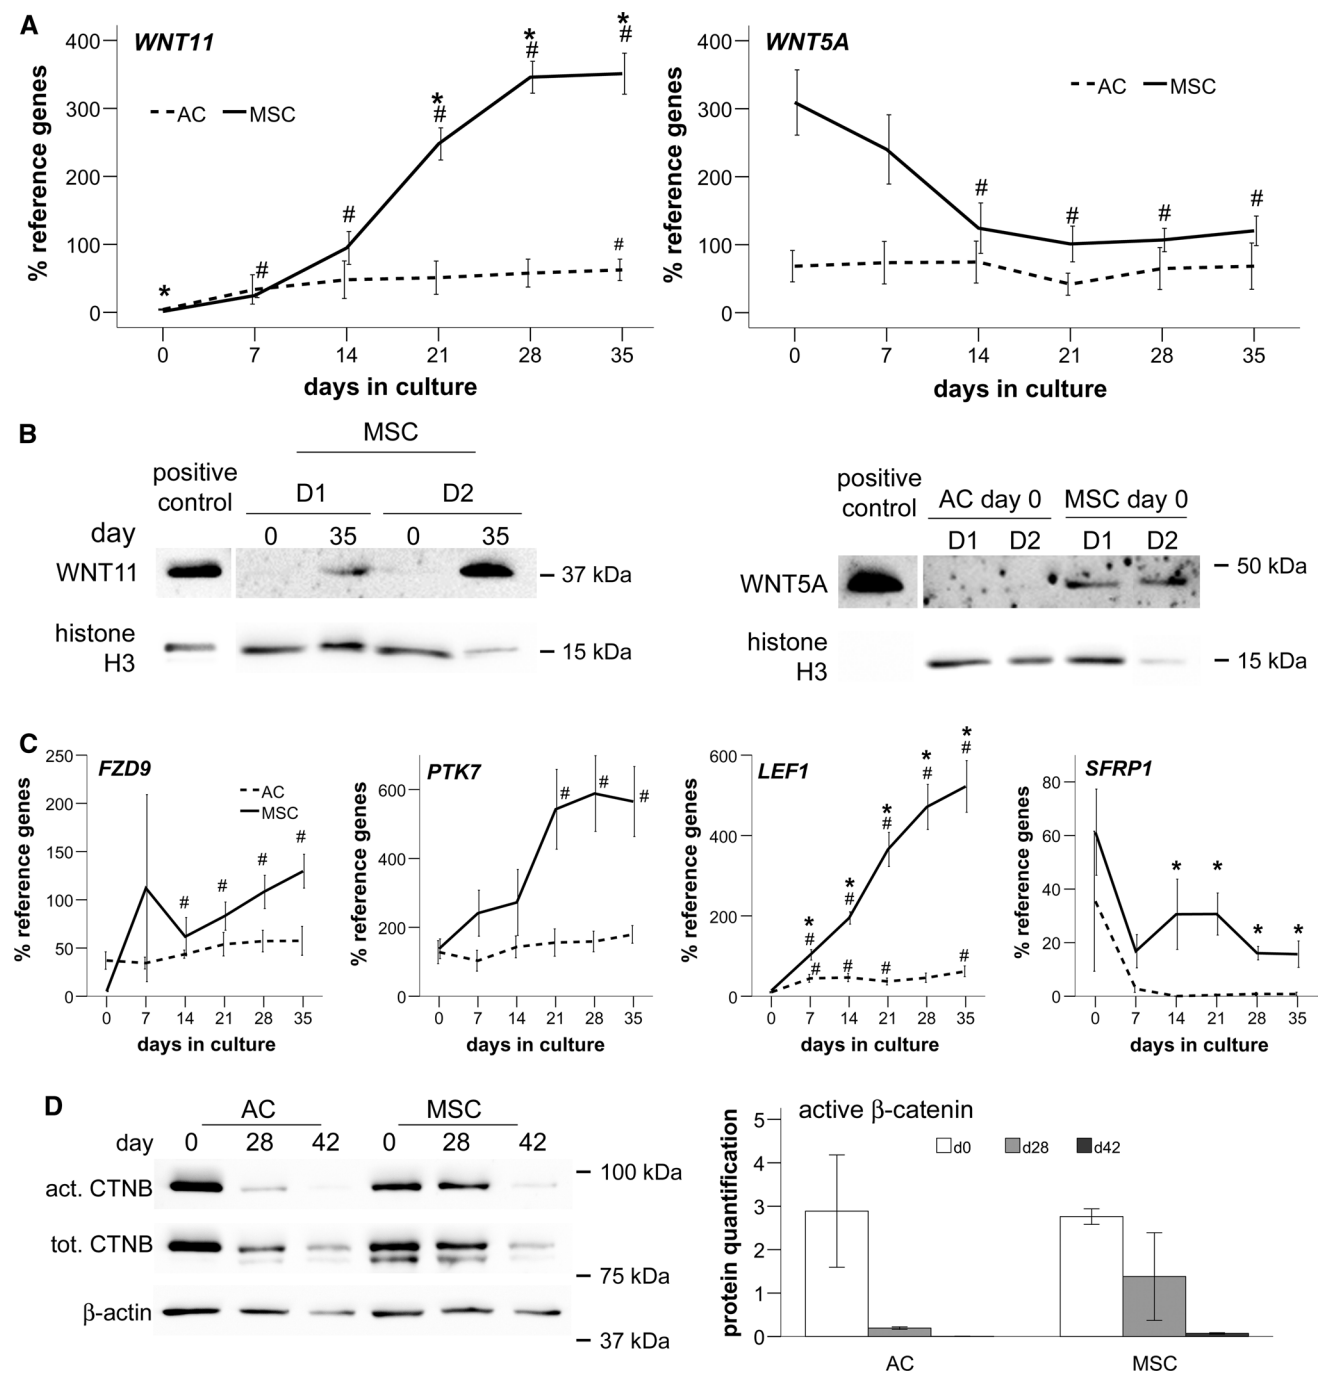 A
WNT11
% reference genes
400
300
200
100
0
AC MSC
* # # * # * # * # #
0 7 14 21 28 35
days in culture
WNT5A
% reference genes
400
300
200
100
0
AC MSC
# # # #
0 7 14 21 28 35
days in culture
B
MSC
positive
control
D1 D2
day 0 35 0 35
WNT11 37 kDa
histone
H3
15 kDa
positive
control
AC day 0 MSC day 0
D1 D2 D1 D2
WNT5A 50 kDa
histone
H3
15 kDa
C
FZD9
% reference genes
250
200
150
100
50
0
AC
MSC
# # # #
0 7 14 21 28 35
days in culture
PTK7
% reference genes
600
400
200
0
# # #
0 7 14 21 28 35
days in culture
LEF1
% reference genes
600
400
200
0
* # * # * # * # * #
# # # #
0 7 14 21 28 35
days in culture
SFRP1
% reference genes
80
60
40
20
0
* * * *
0 7 14 21 28 35
days in culture
D
AC MSC
day 0 28 42 0 28 42
100 kDa
act. CTNB
tot. CTNB
75 kDa
β-actin
37 kDa
active β-catenin
protein quantification
5
4
3
2
1
0
d0 d28 d42
AC MSC